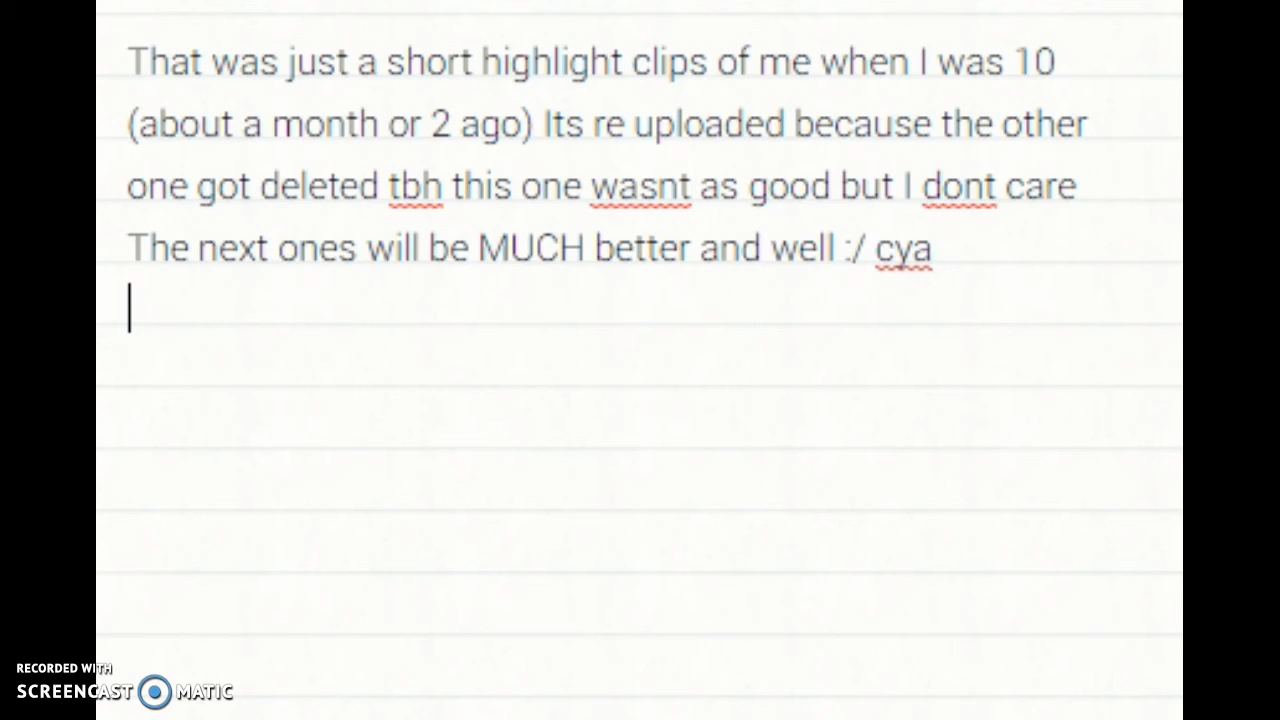 That was just a short highlight clips of me when I was 10
(about a month or 2 ago) Its re uploaded because the other
one got deleted tbh this one wasnt as good but I dont care
The next ones will be MUCH better and well :/ cya
RECORDED WITH
SCREENCAST MATIC